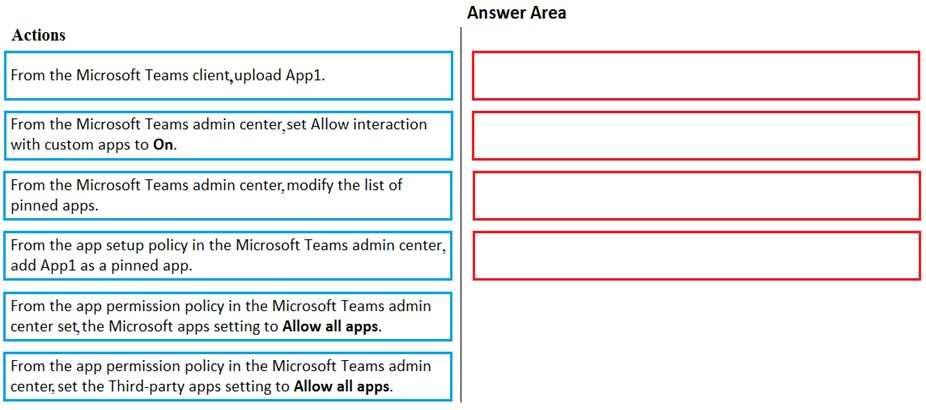 Answer Area
Actions
From the Microsoft Teams client, upload App1.
From the Microsoft Teams admin center, set Allow interaction
with custom apps to On.
From the Microsoft Teams admin center, modify the list of
pinned apps.
From the app setup policy in the Microsoft Teams admin center,
add App1 as a pinned app.
From the app permission policy in the Microsoft Teams admin
center set, the Microsoft apps setting to Allow all apps.
From the app permission policy in the Microsoft Teams admin
center, set the Third-party apps setting to Allow all apps.